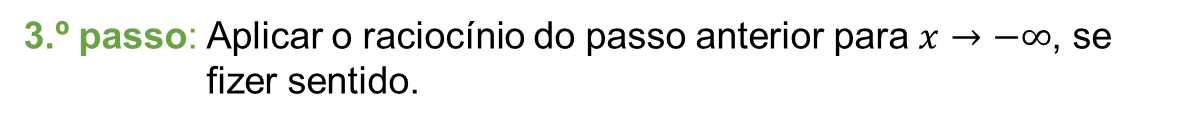 3.º passo: Aplicar o raciocínio do passo anterior para 𝑥 → −∞, se
fizer sentido.